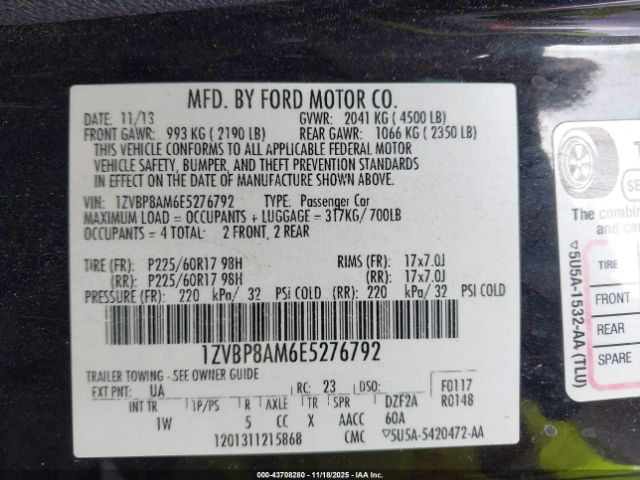 MFD. BY FORD MOTOR CO.
DATE: 11/13 GVWR: 2041 KG ( 4500 LB)
FRONT GAWR: 993 KG ( 2190 LB) REAR GAWR: 1066 KG ( 2350 LB)
THIS VEHICLE CONFORMS TO ALL APPLICABLE FEDERAL MOTOR
VEHICLE SAFETY, BUMPER, AND THEFT PREVENTION STANDARDS
IN EFFECT ON THE DATE OF MANUFACTURE SHOWN ABOVE.
VIN: 1ZVBP8AM6E5276792 TYPE: Passenger Car
MAXIMUM LOAD = OCCUPANTS + LUGGAGE = 317KG/ 700LB
OCCUPANTS = 4 TOTAL: 2 FRONT, 2 REAR
TIRE (FR): P225/60R17 98H RIMS (FR): 17x7.0J
(RR): P225/60R17 98H (RR): 17x7.0J
PRESSURE (FR): 220 kPa/ 32 PSI COLD (RR): 220 kPa/ 32 PSI COLD
1ZVBP8AM6E5276792
TRAILER TOWING - SEE OWNER GUIDE
EXT PNT: UA RC: 23 DSO: F0117
INT TR TP/PS R AXLE TR SPR DZF2A R0148
1W 5 CC X AACC 60A
1201311215868 CMC ▽5U5A-5420472-AA
▽5U5A-1532-AA (TLU)
TIRE
FRONT
REAR
SPARE
000-43708280 - 11/18/2025 - IAA Inc.